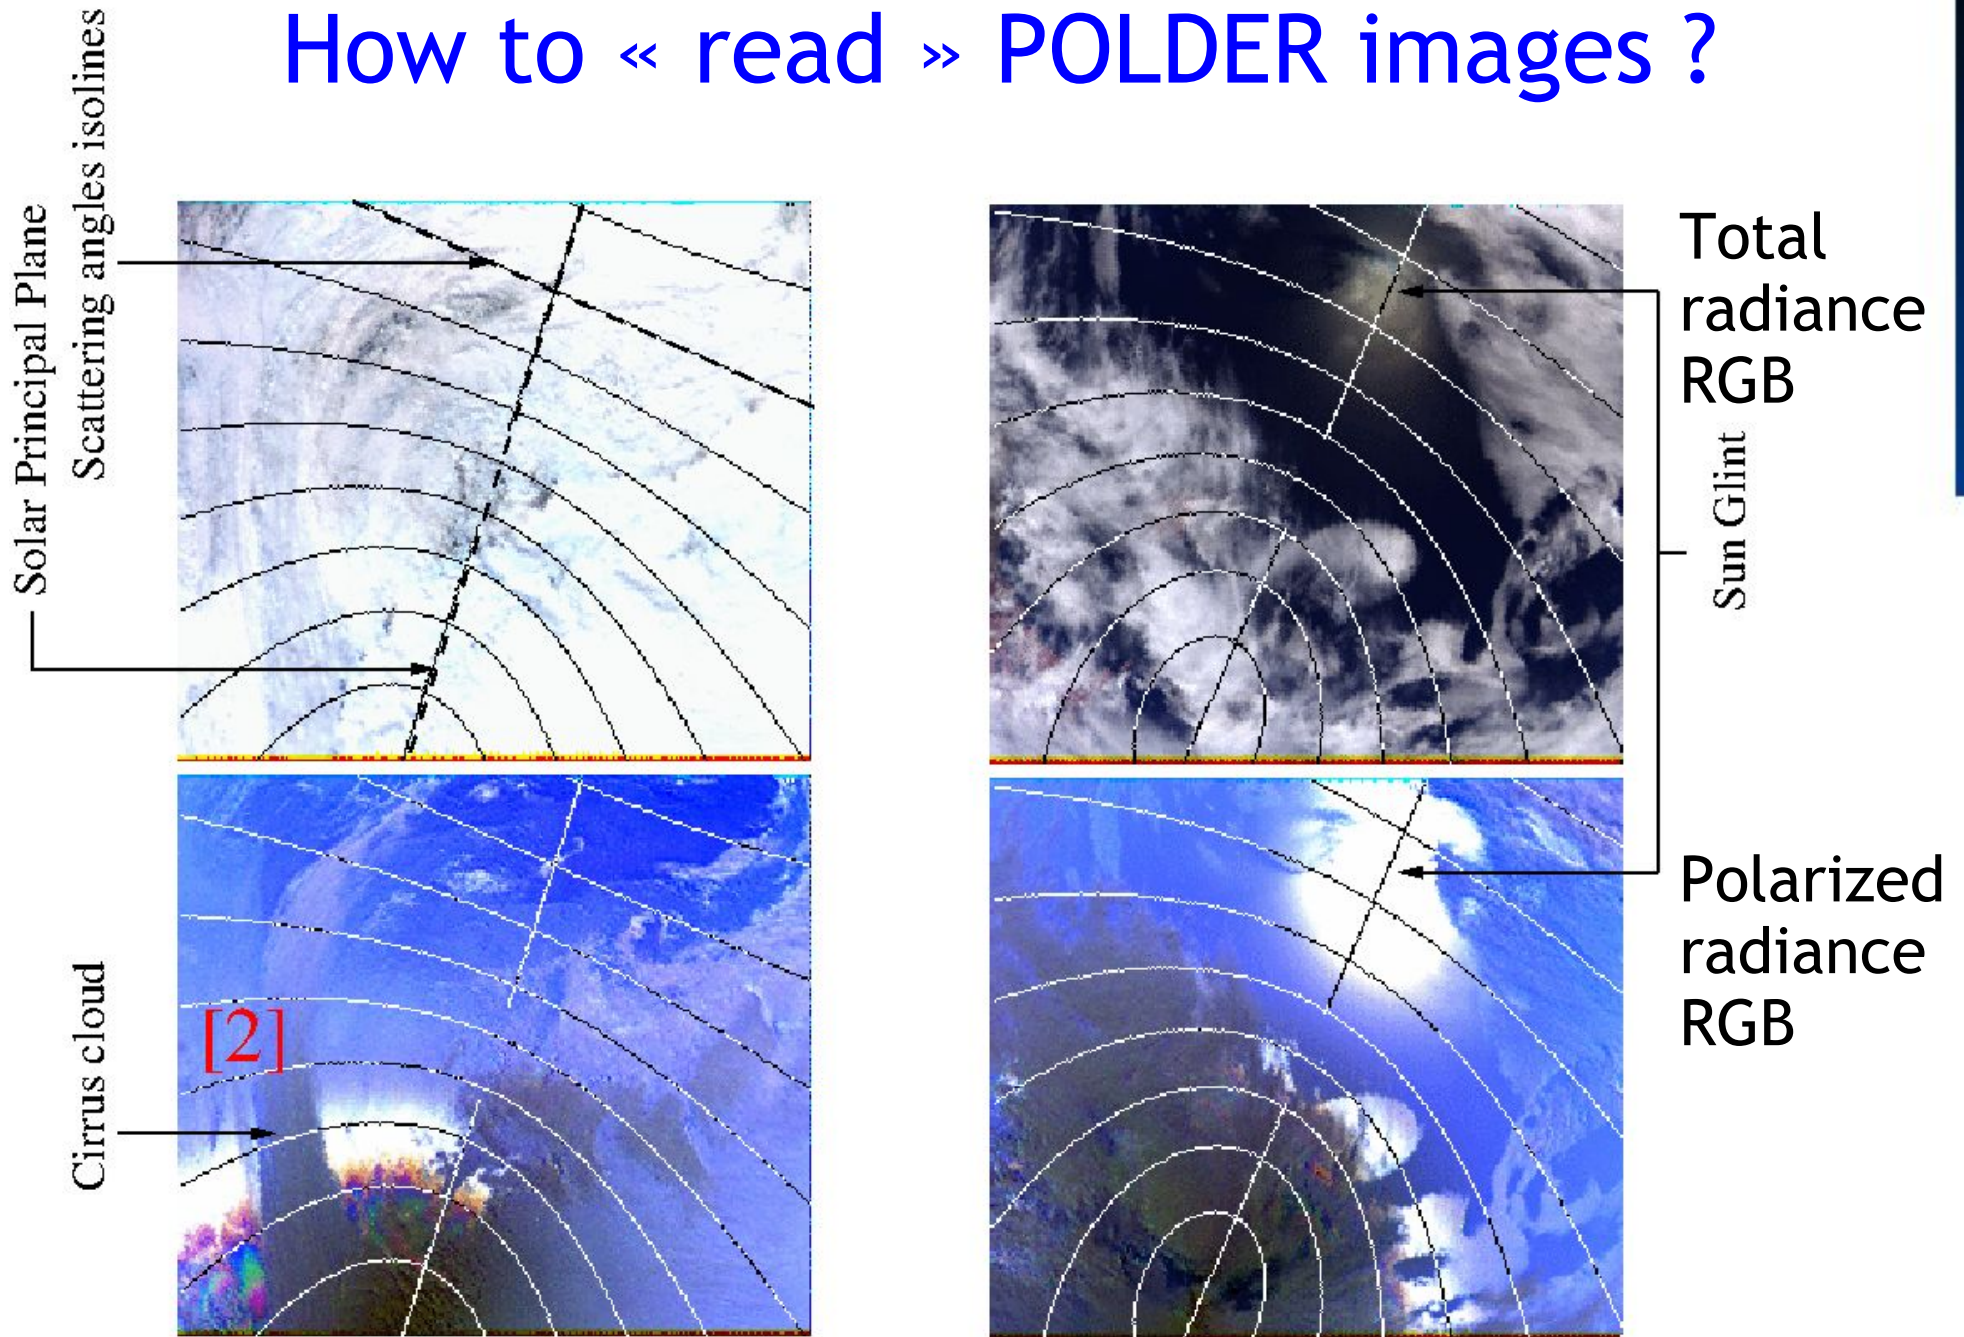 How to « read » POLDER images ?
Solar Principal Plane
Scattering angles isolines
Total
radiance
RGB
Sun Glint
Cirrus cloud
[2]
Polarized
radiance
RGB